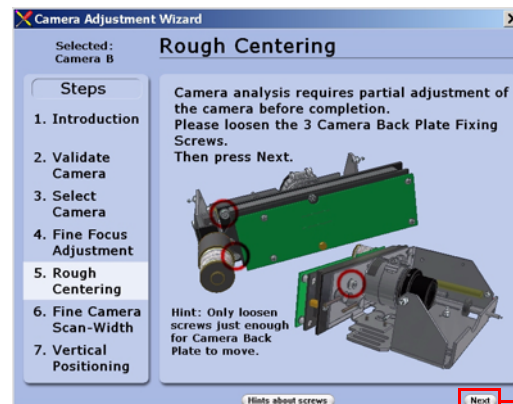 Camera Adjustment Wizard
Selected:
Camera B
Rough Centering
Steps
1. Introduction
2. Validate
Camera
3. Select
Camera
4. Fine Focus
Adjustment
5. Rough
Centering
6. Fine Camera
Scan-Width
7. Vertical
Positioning
Camera analysis requires partial adjustment of
the camera before completion.
Please loosen the 3 Camera Back Plate Fixing
Screws.
Then press Next.
Hint: Only loosen
screws just enough
for Camera Back
Plate to move.
Hints about screws
Next